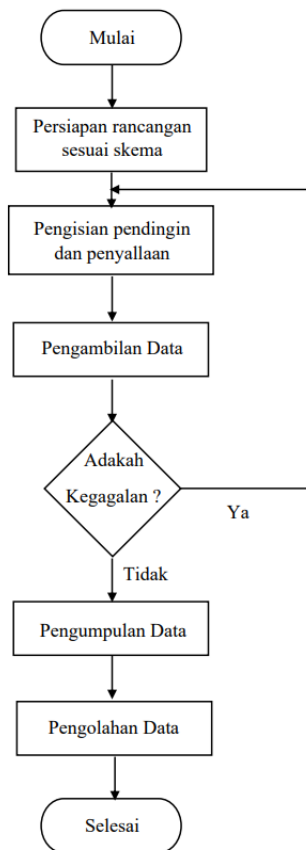 Mulai
Persiapan rancangan
sesuai skema
Pengisian pendingin
dan penyallaan
Pengambilan Data
Adakah
Kegagalan ?
Ya
Tidak
Pengumpulan Data
Pengolahan Data
Selesai